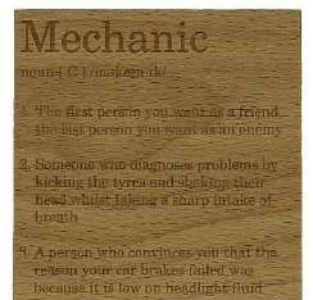 Mechanic
noun [ C ] /məkæn·ɪk/
1. The first person you want as a friend
the last person you want as an enemy
2. Someone who diagnoses problems by
kicking the tyres and shaking their
head whilst taking a sharp intake of
breath
3. A person who convinces you that the
reason your car brakes failed was
because it is low on headlight fluid